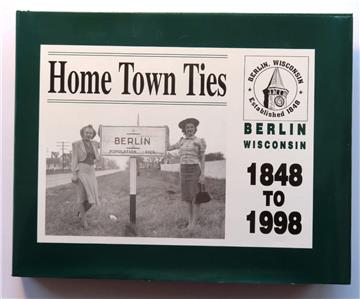 Home Town Ties
BERLIN, WISCONSIN
Established 1848
BERLIN
WISCONSIN
1848
TO
1998
BERLIN
POPULATION